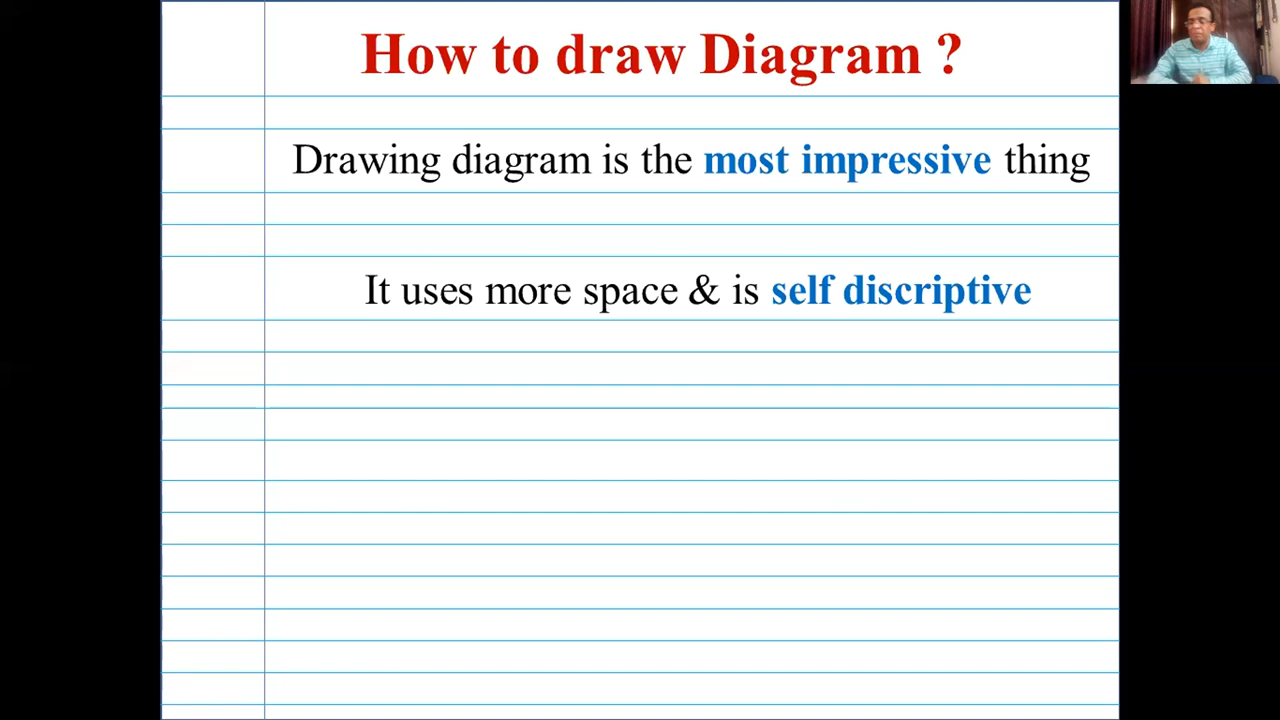 How to draw Diagram ?
Drawing diagram is the most impressive thing
It uses more space & is self discriptive